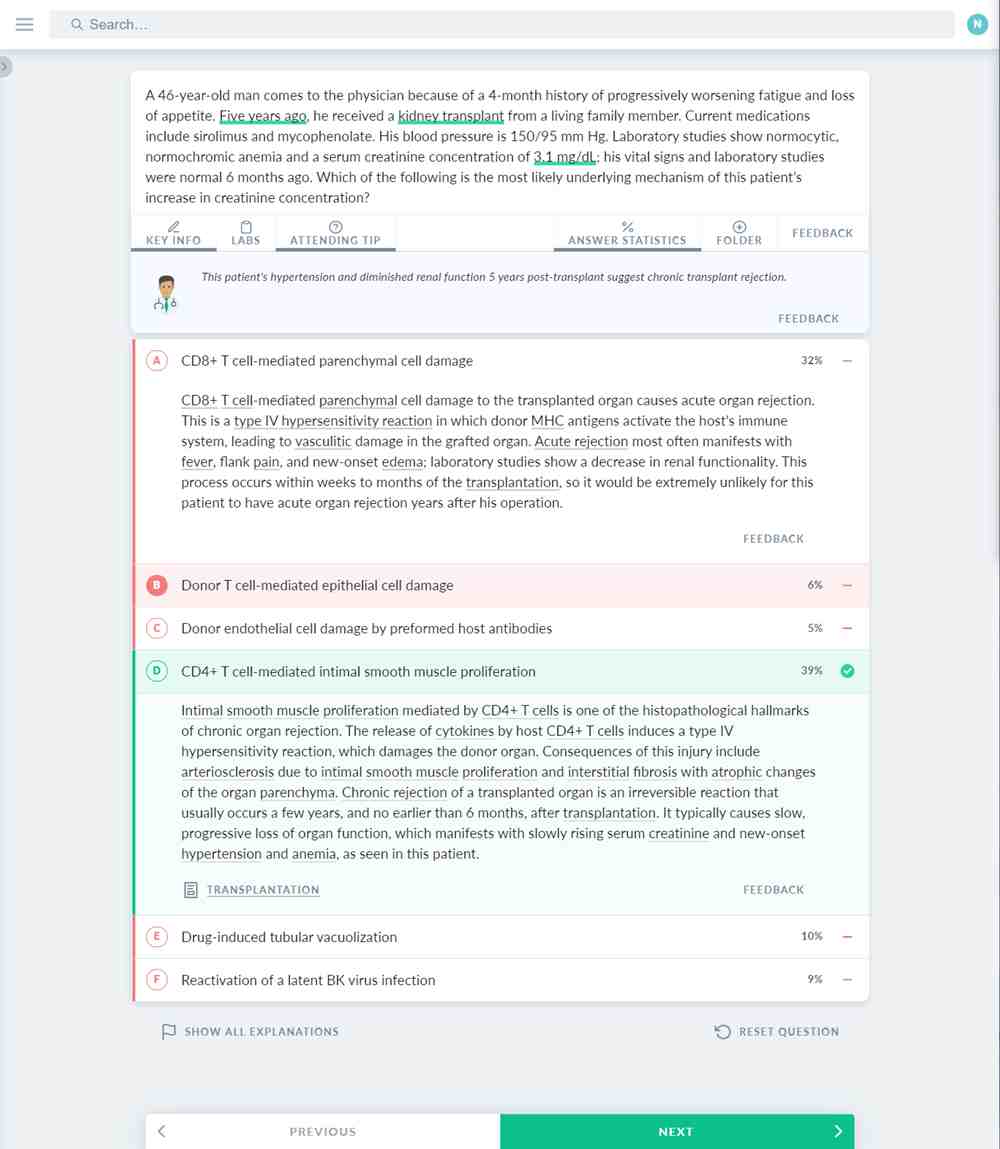 Search...
N
A 46-year-old man comes to the physician because of a 4-month history of progressively worsening fatigue and loss
of appetite. Five years ago, he received a kidney transplant from a living family member. Current medications
include sirolimus and mycophenolate. His blood pressure is 150/95 mm Hg. Laboratory studies show normocytic,
normochromic anemia and a serum creatinine concentration of 3.1 mg/dL; his vital signs and laboratory studies
were normal 6 months ago. Which of the following is the most likely underlying mechanism of this patient's
increase in creatinine concentration?
KEY INFO LABS ATTENDING TIP ANSWER STATISTICS FOLDER FEEDBACK
This patient's hypertension and diminished renal function 5 years post-transplant suggest chronic transplant rejection.
FEEDBACK
A CD8+ T cell-mediated parenchymal cell damage 32%
CD8+ T cell-mediated parenchymal cell damage to the transplanted organ causes acute organ rejection.
This is a type IV hypersensitivity reaction in which donor MHC antigens activate the host's immune
system, leading to vasculitic damage in the grafted organ. Acute rejection most often manifests with
fever, flank pain, and new-onset edema; laboratory studies show a decrease in renal functionality. This
process occurs within weeks to months of the transplantation, so it would be extremely unlikely for this
patient to have acute organ rejection years after his operation.
FEEDBACK
B Donor T cell-mediated epithelial cell damage 6%
C Donor endothelial cell damage by preformed host antibodies 5%
D CD4+ T cell-mediated intimal smooth muscle proliferation 39%
Intimal smooth muscle proliferation mediated by CD4+ T cells is one of the histopathological hallmarks
of chronic organ rejection. The release of cytokines by host CD4+ T cells induces a type IV
hypersensitivity reaction, which damages the donor organ. Consequences of this injury include
arteriosclerosis due to intimal smooth muscle proliferation and interstitial fibrosis with atrophic changes
of the organ parenchyma. Chronic rejection of a transplanted organ is an irreversible reaction that
usually occurs a few years, and no earlier than 6 months, after transplantation. It typically causes slow,
progressive loss of organ function, which manifests with slowly rising serum creatinine and new-onset
hypertension and anemia, as seen in this patient.
TRANSPLANTATION FEEDBACK
E Drug-induced tubular vacuolization 10%
F Reactivation of a latent BK virus infection 9%
SHOW ALL EXPLANATIONS RESET QUESTION
PREVIOUS NEXT